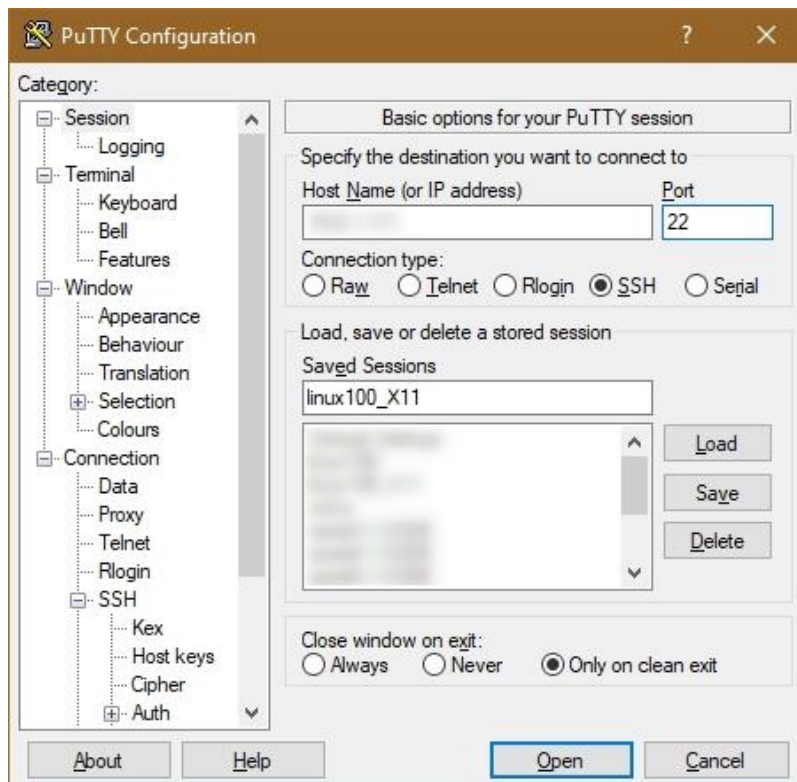 PuTTY Configuration
?
Category:
Session
Logging
Terminal
Keyboard
Bell
Features
Window
Appearance
Behaviour
Translation
Selection
Colours
Connection
Data
Proxy
Telnet
Rlogin
SSH
Kex
Host keys
Cipher
Auth
Basic options for your PuTTY session
Specify the destination you want to connect to
Host Name (or IP address) Port
22
Connection type:
Raw Telnet Rlogin SSH Serial
Load, save or delete a stored session
Saved Sessions
linux100_X11
Load
Save
Delete
Close window on exit:
Always Never Only on clean exit
About Help Open Cancel